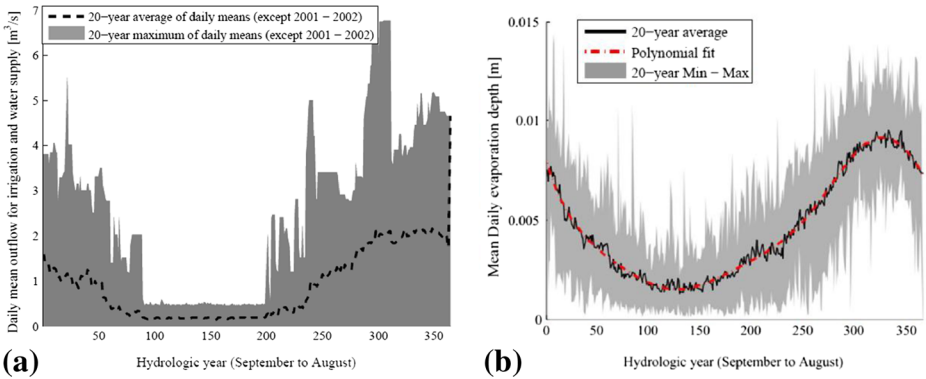 7
6
5
4
3
2
1
0
Daily mean outflow for irrigation and water supply [m³/s]
20-year average of daily means (except 2001 − 2002)
20-year maximum of daily means (except 2001 − 2002)
50 100 150 200 250 300 350
(a) Hydrologic year (September to August)
0.015
0.01
0.005
0
Mean Daily evaporation depth [m]
20-year average
Polynomial fit
20-year Min − Max
0 50 100 150 200 250 300 350
(b) Hydrologic year (September to August)